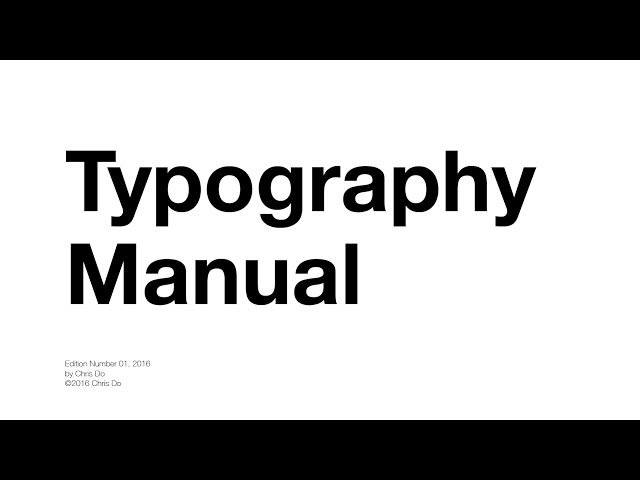 Typography
Manual
Edition Number 01, 2016
by Chris Do
©2016 Chris Do